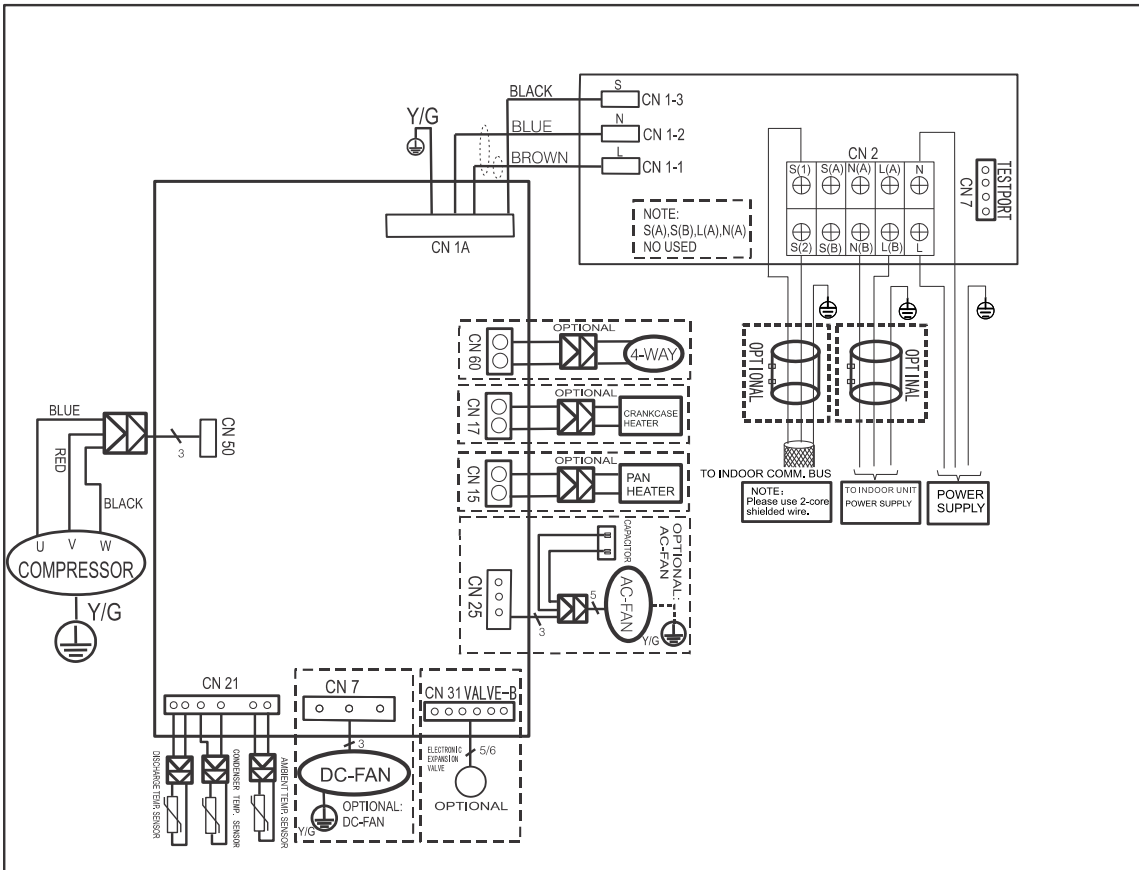 BLACK
S
CN 1-3
Y/G
BLUE
N
CN 1-2
BROWN
L
CN 1-1
CN 1A
NOTE:
S(A),S(B),L(A),N(A)
NO USED
CN 2
S(1) S(A) N(A) L(A) N
S(2) S(B) N(B) L(B) L
TESTPORT
CN 7
OPTIONAL
OPTINAL
TO INDOOR COMM. BUS
NOTE:
Please use 2-core
shielded wire.
TO INDOOR UNIT
POWER SUPPLY
POWER
SUPPLY
CN 60
OPTIONAL
4-WAY
CN 17
OPTIONAL
CRANKCASE
HEATER
CN 15
OPTIONAL
PAN
HEATER
CN 25
3
CAPACITOR
5
AC-FAN
Y/G
OPTIONAL:
AC-FAN
BLUE
RED
BLACK
3
CN 50
U V W
COMPRESSOR
Y/G
CN 21
DISCHARGE TEMP. SENSOR
CONDENSER TEMP. SENSOR
AMBIENT TEMP. SENSOR
CN 7
3
DC-FAN
Y/G
OPTIONAL:
DC-FAN
CN 31 VALVE-B
ELECTRONIC
EXPANSION
VALVE
5/6
OPTIONAL